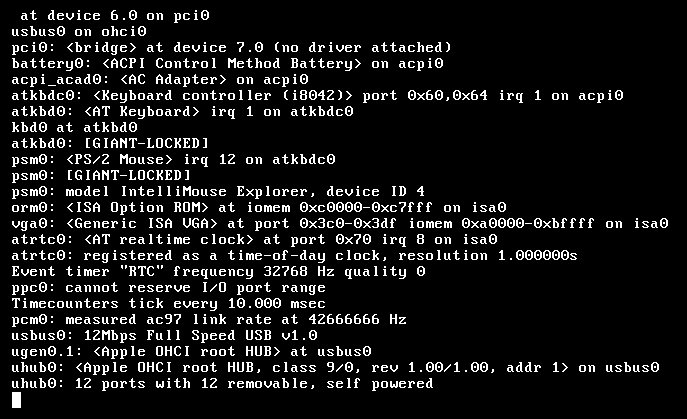 at device 6.0 on pci0
usbus0 on ohci0
pci0: <bridge> at device 7.0 (no driver attached)
battery0: <ACPI Control Method Battery> on acpi0
acpi_acad0: <AC Adapter> on acpi0
atkbdc0: <Keyboard controller (i8042)> port 0x60,0x64 irq 1 on acpi0
atkbd0: <AT Keyboard> irq 1 on atkbdc0
kbd0 at atkbd0
atkbd0: [GIANT-LOCKED]
psm0: <PS/2 Mouse> irq 12 on atkbdc0
psm0: [GIANT-LOCKED]
psm0: model IntelliMouse Explorer, device ID 4
orm0: <ISA Option ROM> at iomem 0xc0000-0xc7fff on isa0
vga0: <Generic ISA VGA> at port 0x3c0-0x3df iomem 0xa0000-0xbffff on isa0
atrtc0: <AT realtime clock> at port 0x70 irq 8 on isa0
atrtc0: registered as a time-of-day clock, resolution 1.000000s
Event timer "RTC" frequency 32768 Hz quality 0
ppc0: cannot reserve I/O port range
Timecounters tick every 10.000 msec
pcm0: measured ac97 link rate at 42666666 Hz
usbus0: 12Mbps Full Speed USB v1.0
ugen0.1: <Apple OHCI root HUB> at usbus0
uhub0: <Apple OHCI root HUB, class 9/0, rev 1.00/1.00, addr 1> on usbus0
uhub0: 12 ports with 12 removable, self powered